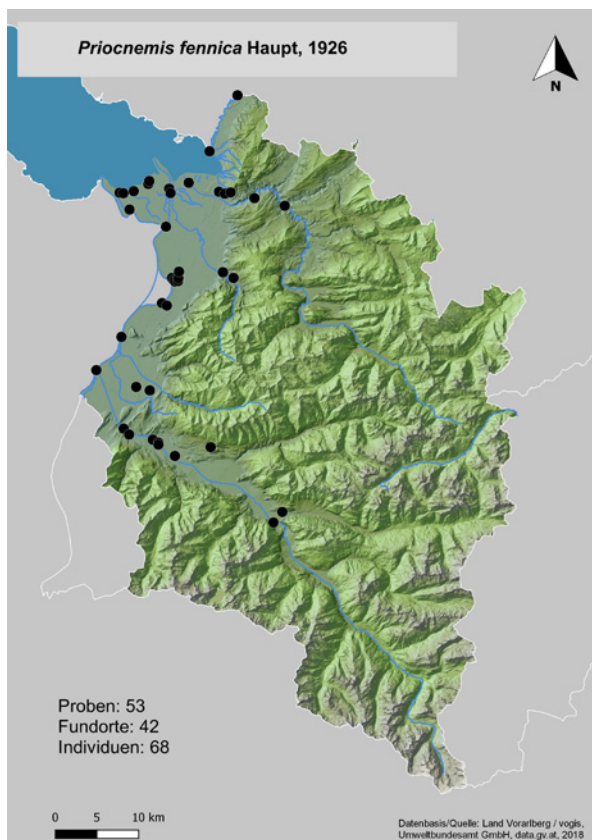 Priocnemis fennica Haupt, 1926
N
Proben: 53
Fundorte: 42
Individuen: 68
0 5 10 km
Datenbasis/Quelle: Land Vorarlberg / vogis,
Umweltbundesamt GmbH, data.gv.at, 2018